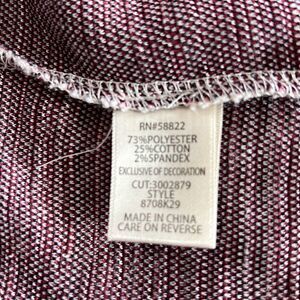 RN#58822
73%POLYESTER
25%COTTON
2%SPANDEX
EXCLUSIVE OF DECORATION
CUT:3002879
STYLE
8708K29
MADE IN CHINA
CARE ON REVERSE